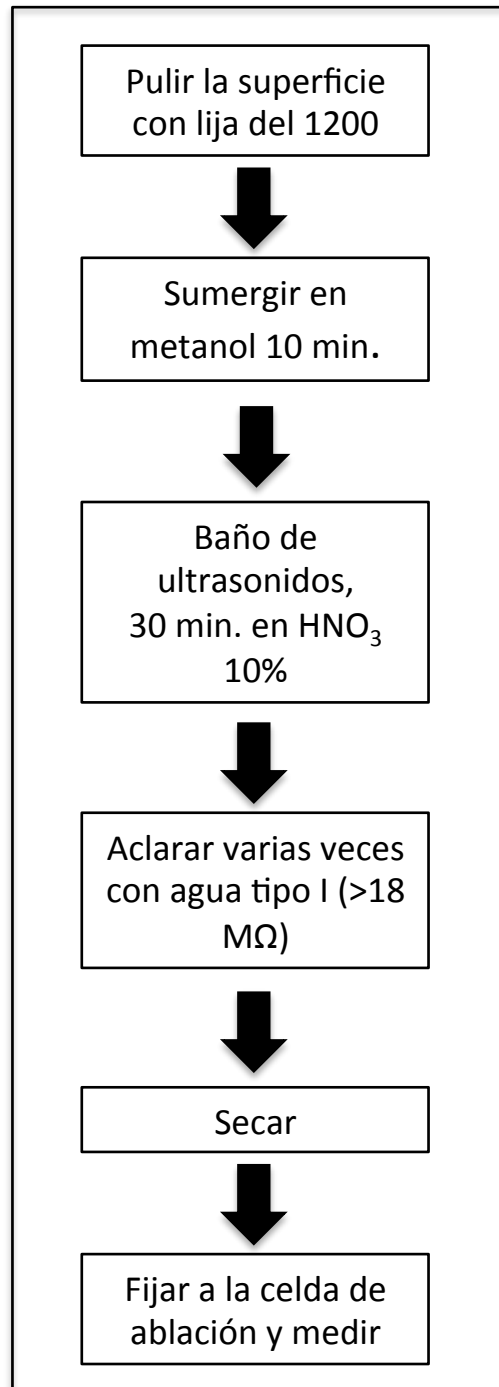 Pulir la superficie
con lija del 1200
Sumergir en
metanol 10 min.
Baño de
ultrasonidos,
30 min. en HNO₃
10%
Aclarar varias veces
con agua tipo I (>18
MΩ)
Secar
Fijar a la celda de
ablación y medir